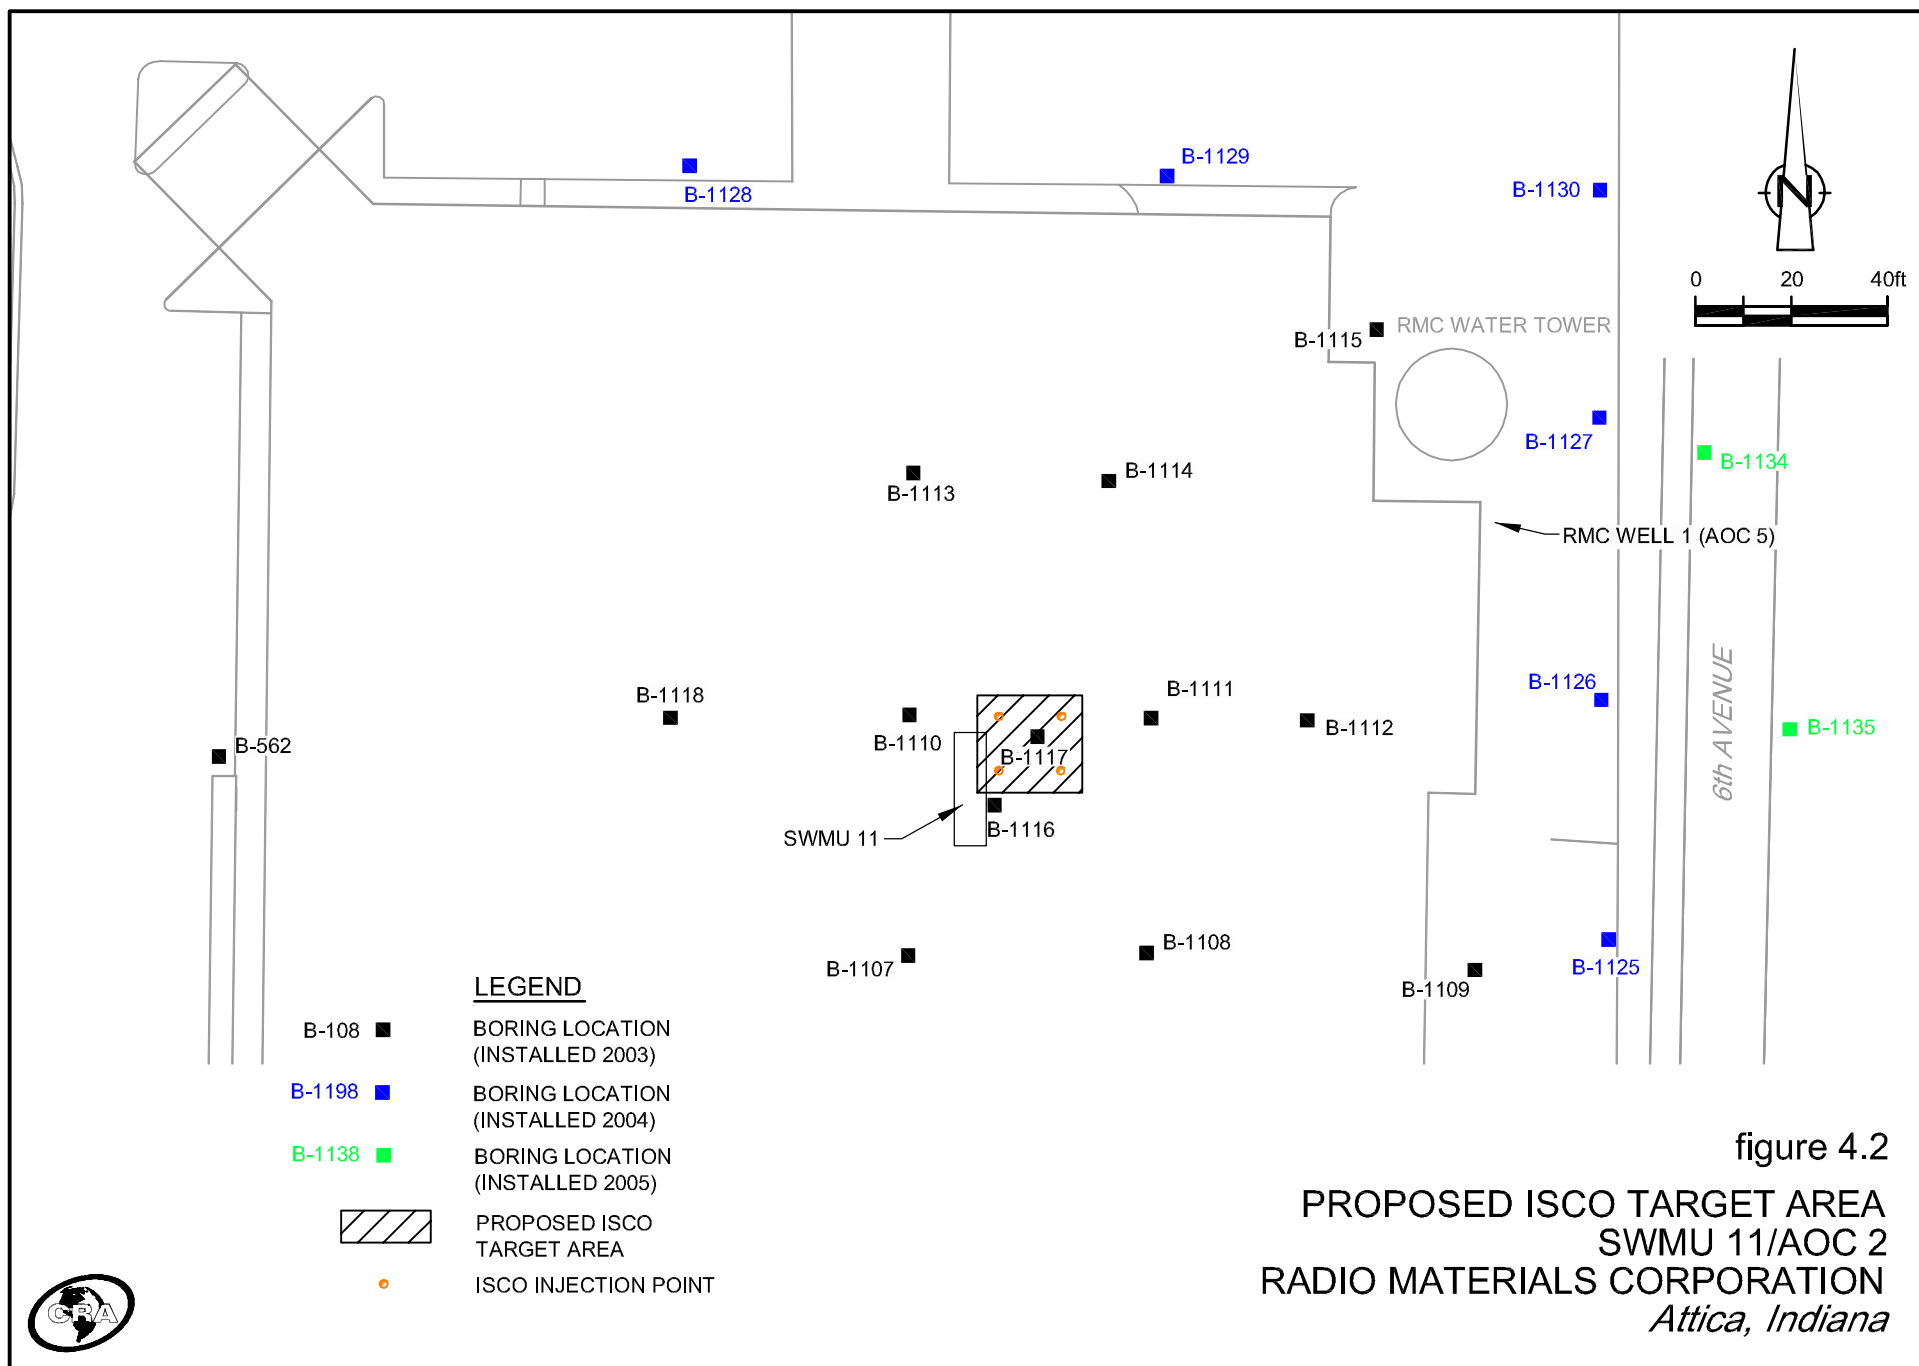 B-1128
B-1129
B-1130
N
0 20 40ft
B-1115
RMC WATER TOWER
B-1127
B-1134
B-1113
B-1114
RMC WELL 1 (AOC 5)
B-1118
B-1110
B-1117
B-1111
B-1112
B-1126
B-1135
6th AVENUE
B-562
SWMU 11
B-1116
B-1107
B-1108
B-1109
B-1125
LEGEND
B-108
BORING LOCATION
(INSTALLED 2003)
B-1198
BORING LOCATION
(INSTALLED 2004)
B-1138
BORING LOCATION
(INSTALLED 2005)
PROPOSED ISCO
TARGET AREA
ISCO INJECTION POINT
CRA
figure 4.2
PROPOSED ISCO TARGET AREA
SWMU 11/AOC 2
RADIO MATERIALS CORPORATION
Attica, Indiana